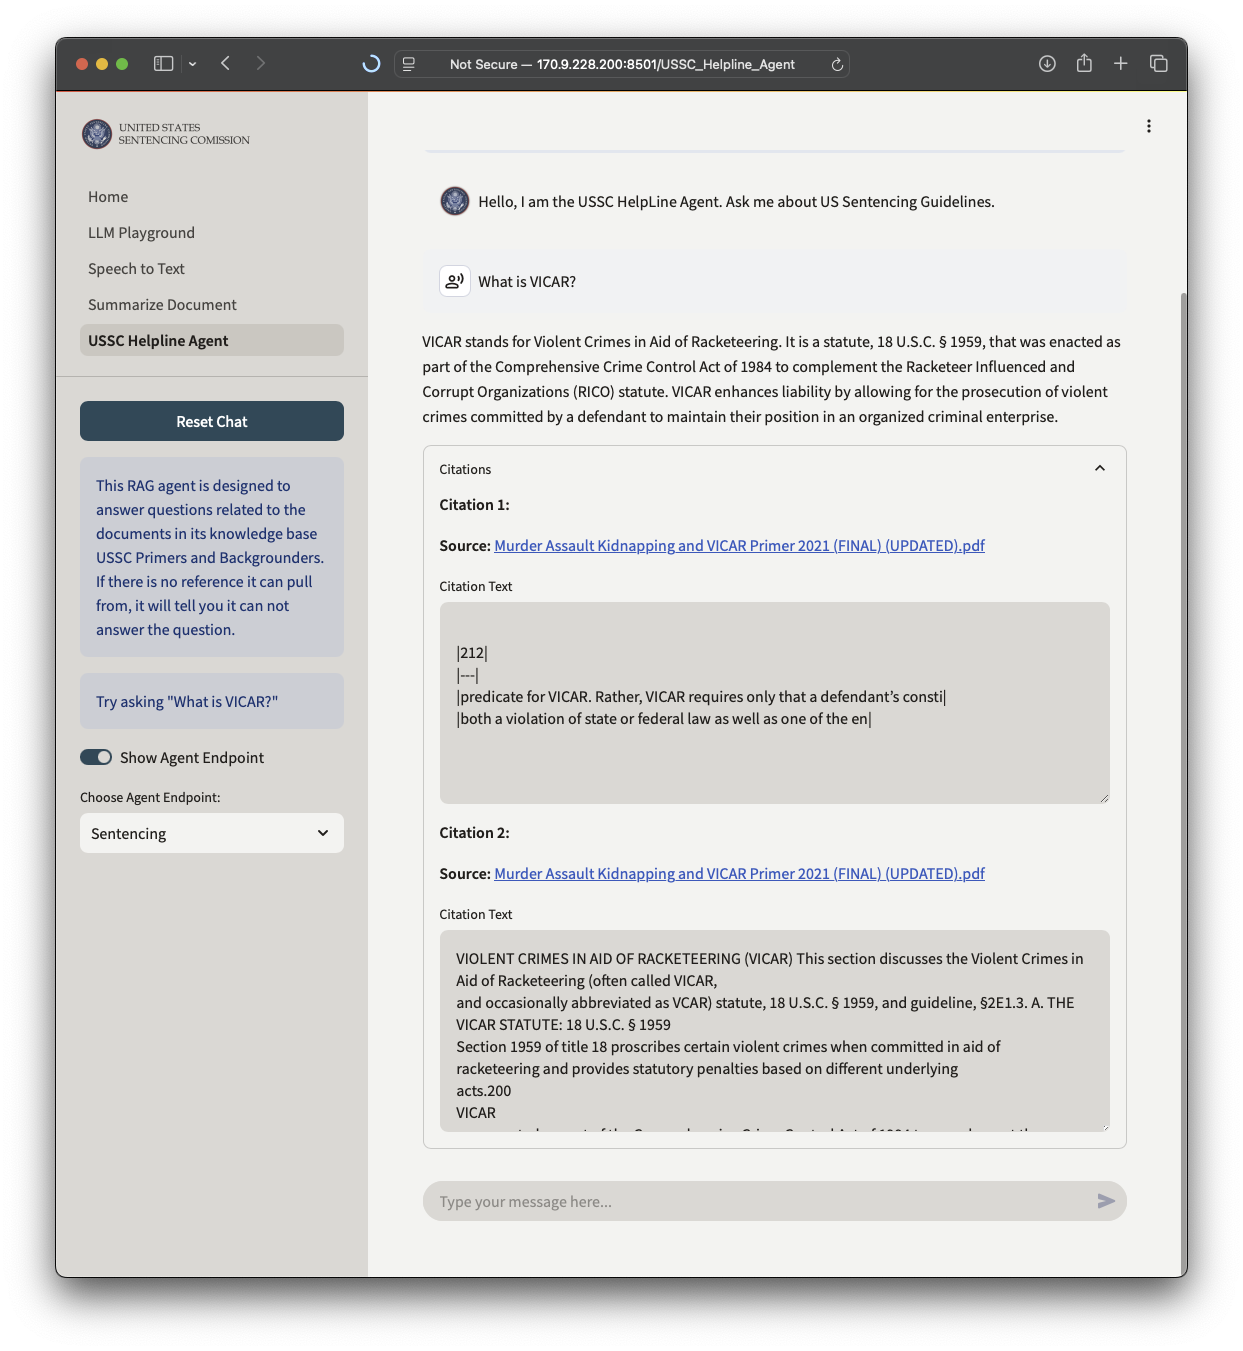 Not Secure — 170.9.228.200:8501/USSC_Helpline_Agent
UNITED STATES
SENTENCING COMISSION
Home
LLM Playground
Speech to Text
Summarize Document
USSC Helpline Agent
Reset Chat
This RAG agent is designed to
answer questions related to the
documents in its knowledge base
USSC Primers and Backgrounders.
If there is no reference it can pull
from, it will tell you it can not
answer the question.
Try asking "What is VICAR?"
Show Agent Endpoint
Choose Agent Endpoint:
Sentencing
Hello, I am the USSC HelpLine Agent. Ask me about US Sentencing Guidelines.
What is VICAR?
VICAR stands for Violent Crimes in Aid of Racketeering. It is a statute, 18 U.S.C. § 1959, that was enacted as
part of the Comprehensive Crime Control Act of 1984 to complement the Racketeer Influenced and
Corrupt Organizations (RICO) statute. VICAR enhances liability by allowing for the prosecution of violent
crimes committed by a defendant to maintain their position in an organized criminal enterprise.
Citations
Citation 1:
Source: Murder Assault Kidnapping and VICAR Primer 2021 (FINAL) (UPDATED).pdf
Citation Text
|212|
|---|
|predicate for VICAR. Rather, VICAR requires only that a defendant’s consti|
|both a violation of state or federal law as well as one of the en|
Citation 2:
Source: Murder Assault Kidnapping and VICAR Primer 2021 (FINAL) (UPDATED).pdf
Citation Text
VIOLENT CRIMES IN AID OF RACKETEERING (VICAR) This section discusses the Violent Crimes in
Aid of Racketeering (often called VICAR,
and occasionally abbreviated as VCAR) statute, 18 U.S.C. § 1959, and guideline, §2E1.3. A. THE
VICAR STATUTE: 18 U.S.C. § 1959
Section 1959 of title 18 proscribes certain violent crimes when committed in aid of
racketeering and provides statutory penalties based on different underlying
acts.200
VICAR
Type your message here...